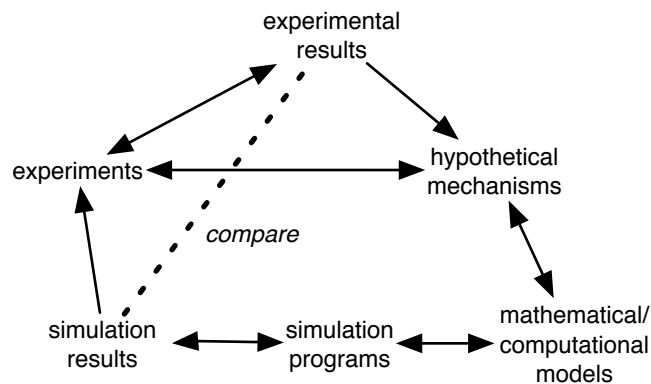 experimental
results
experiments
hypothetical
mechanisms
compare
simulation
results
simulation
programs
mathematical/
computational
models